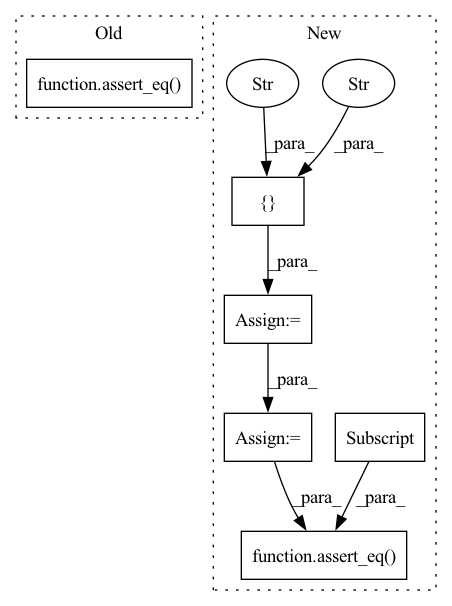 Old
New
function.assert_eq()
Str
Str
_para_
_para_
{}
_para_
Assign:=
_para_
Assign:=
Subscript
_para_
_para_
function.assert_eq()